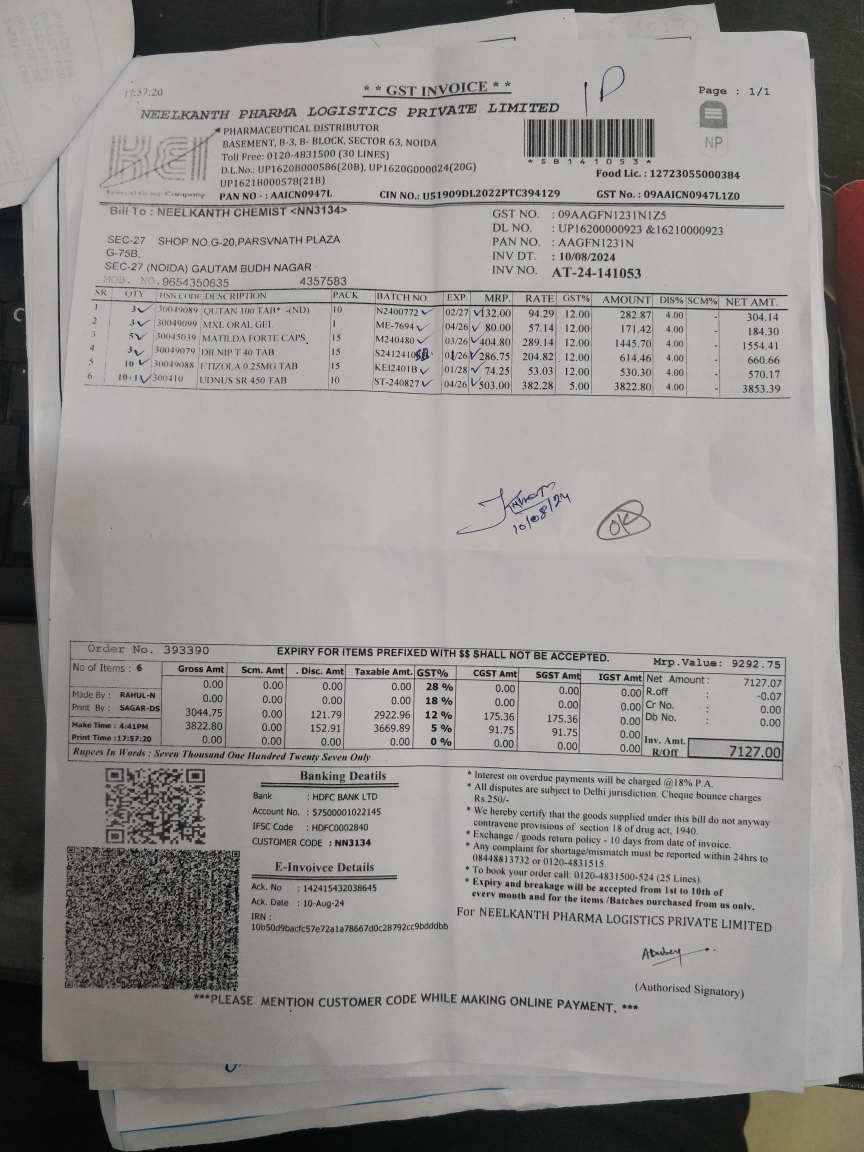 17:57:20
** GST INVOICE **
1P
Page : 1/1
NEELKANTH PHARMA LOGISTICS PRIVATE LIMITED
PHARMACEUTICAL DISTRIBUTOR
BASEMENT, B-3, B- BLOCK, SECTOR 63, NOIDA
Toll Free: 0120-4831500 (30 LINES)
D.L.No.: UP1620B000586(20B), UP1620G000024(20G)
UP1621B000578(21B)
KEI
Group Company
*SB141053*
NP
Food Lic. : 12723055000384
PAN NO - : AAICN0947L CIN NO.: U51909DL2022PTC394129 GST No. : 09AAICN0947L1Z0
Bill To : NEELKANTH CHEMIST <NN3134>
SEC-27 SHOP NO.G-20,PARSVNATH PLAZA
G-75B,
SEC-27 (NOIDA) GAUTAM BUDH NAGAR
MOB. NO.9654350635 4357583
GST NO. : 09AAGFN1231N1Z5
DL NO. : UP16200000923 &16210000923
PAN NO. : AAGFN1231N
INV DT. : 10/08/2024
INV NO. AT-24-141053
SR QTY HSN CODE DESCRIPTION PACK BATCH NO. EXP. MRP. RATE GST% AMOUNT DIS% SCM% NET AMT.
1 3 30049089 QUTAN 100 TAB* -(ND) 10 N2400772 02/27 132.00 94.29 12.00 282.87 4.00 - 304.14
2 3 30049099 MXL ORAL GEL 1 ME-7694 04/26 80.00 57.14 12.00 171.42 4.00 - 184.30
3 5 30045039 MATILDA FORTE CAPS 15 M240480 03/26 404.80 289.14 12.00 1445.70 4.00 - 1554.41
4 3 30049079 DILNIP T 40 TAB 15 S2412410 01/26 286.75 204.82 12.00 614.46 4.00 - 660.66
5 10 30049088 ETIZOLA 0.25MG TAB 15 KEI2401B 01/28 74.25 53.03 12.00 530.30 4.00 - 570.17
6 10+1 300410 UDNUS SR 450 TAB 10 ST-240827 04/26 503.00 382.28 5.00 3822.80 4.00 - 3853.39
10/08/24
OK
Order No. 393390 EXPIRY FOR ITEMS PREFIXED WITH $$ SHALL NOT BE ACCEPTED. Mrp.Value: 9292.75
No of Items : 6
Made By : RAHUL-N
Print By : SAGAR-DS
Make Time : 4:41PM
Print Time :17:57:20
Gross Amt Scm. Amt . Disc. Amt Taxable Amt. GST% CGST Amt SGST Amt IGST Amt
0.00 0.00 0.00 0.00 28 % 0.00 0.00 0.00
0.00 0.00 0.00 0.00 18 % 0.00 0.00 0.00
3044.75 0.00 121.79 2922.96 12 % 175.36 175.36 0.00
3822.80 0.00 152.91 3669.89 5 % 91.75 91.75 0.00
0.00 0.00 0.00 0.00 0 % 0.00 0.00 0.00
Net Amount: 7127.07
R.off : -0.07
Cr No. : 0.00
Db No. : 0.00
Inv. Amt. R/Off 7127.00
Rupees In Words : Seven Thousand One Hundred Twenty Seven Only
Banking Deatils
Bank : HDFC BANK LTD
Account No. : 57500001022145
IFSC Code : HDFC0002840
CUSTOMER CODE : NN3134
E-Invoivce Details
Ack. No : 142415432038645
Ack. Date : 10-Aug-24
IRN :
10b50d9bacfc57e72a1a78667d0c28792cc9bdddbb
* Interest on overdue payments will be charged @18% P.A.
* All disputes are subject to Delhi jurisdiction. Cheque bounce charges
Rs.250/-
* We hereby certify that the goods supplied under this bill do not anyway
contravene provisions of section 18 of drug act, 1940.
* Exchange / goods return policy - 10 days from date of invoice.
* Any complaint for shortage/mismatch must be reported within 24hrs to
08448813732 or 0120-4831515.
* To book your order call: 0120-4831500-524 (25 Lines).
* Expiry and breakage will be accepted from 1st to 10th of
every month and for the items /Batches purchased from us only.
For NEELKANTH PHARMA LOGISTICS PRIVATE LIMITED
(Authorised Signatory)
***PLEASE MENTION CUSTOMER CODE WHILE MAKING ONLINE PAYMENT. ***